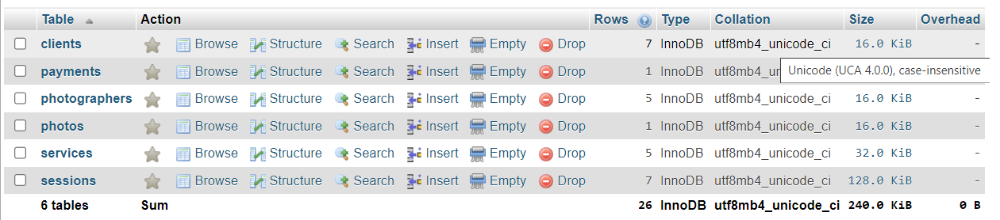 Table Action Rows Type Collation Size Overhead
clients Browse Structure Search Insert Empty Drop 7 InnoDB utf8mb4_unicode_ci 16.0 KiB -
payments Browse Structure Search Insert Empty Drop 1 InnoDB utf8mb4_uni
Unicode (UCA 4.0.0), case-insensitive
photographers Browse Structure Search Insert Empty Drop 5 InnoDB utf8mb4_unicode_ci 16.0 KiB -
photos Browse Structure Search Insert Empty Drop 1 InnoDB utf8mb4_unicode_ci 16.0 KiB -
services Browse Structure Search Insert Empty Drop 5 InnoDB utf8mb4_unicode_ci 32.0 KiB -
sessions Browse Structure Search Insert Empty Drop 7 InnoDB utf8mb4_unicode_ci 128.0 KiB -
6 tables Sum 26 InnoDB utf8mb4_unicode_ci 240.0 KiB 0 B